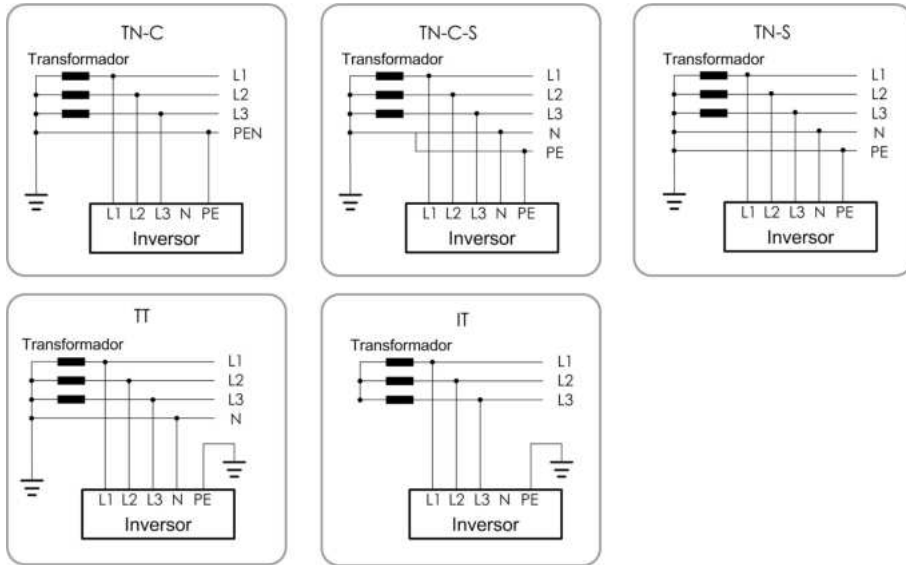 TN-C
Transformador
L1
L2
L3
PEN
L1 L2 L3 N PE
Inversor
TN-C-S
Transformador
L1
L2
L3
N
PE
L1 L2 L3 N PE
Inversor
TN-S
Transformador
L1
L2
L3
N
PE
L1 L2 L3 N PE
Inversor
TT
Transformador
L1
L2
L3
N
L1 L2 L3 N PE
Inversor
IT
Transformador
L1
L2
L3
L1 L2 L3 N PE
Inversor